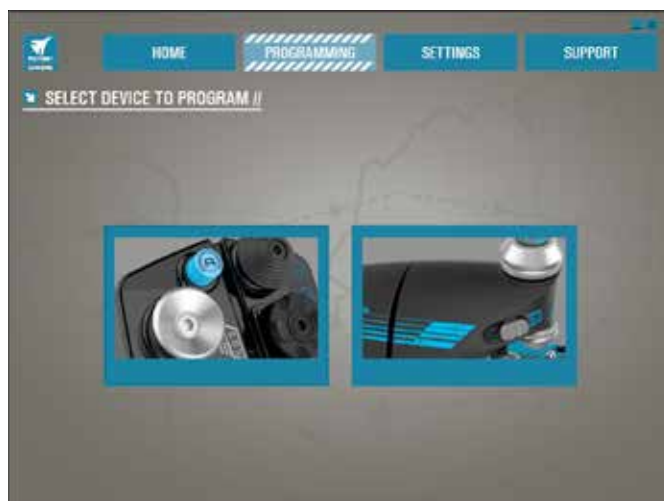 HOME
PROGRAMMING
SETTINGS
SUPPORT
SELECT DEVICE TO PROGRAM //